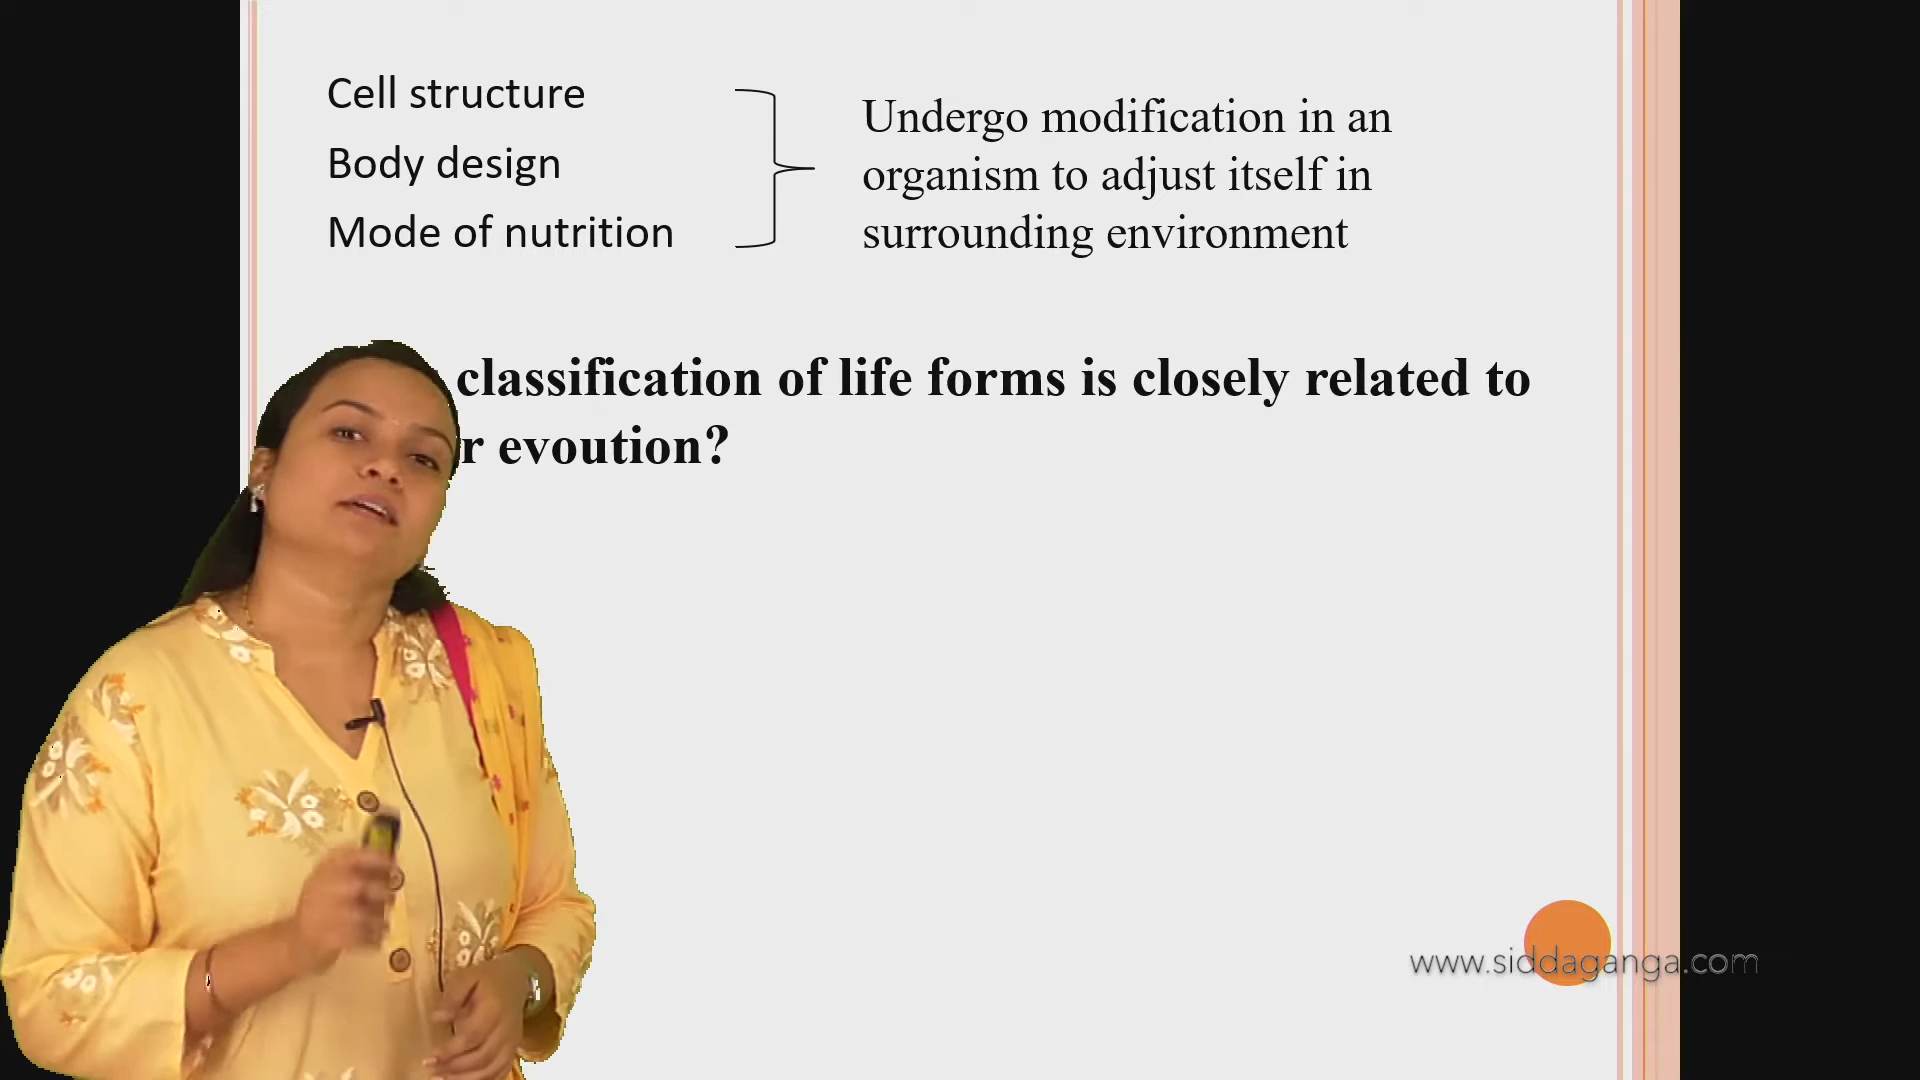 Cell structure
Body design
Mode of nutrition
Undergo modification in an
organism to adjust itself in
surrounding environment
classification of life forms is closely related to
r evoution?
www.siddaganga.com